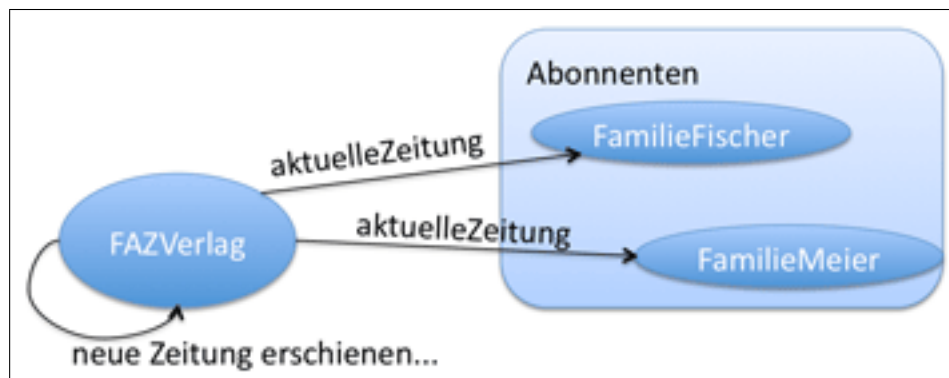 Abonnenten
FamilieFischer
aktuelleZeitung
aktuelleZeitung
FAZVerlag
FamilieMeier
neue Zeitung erschienen...